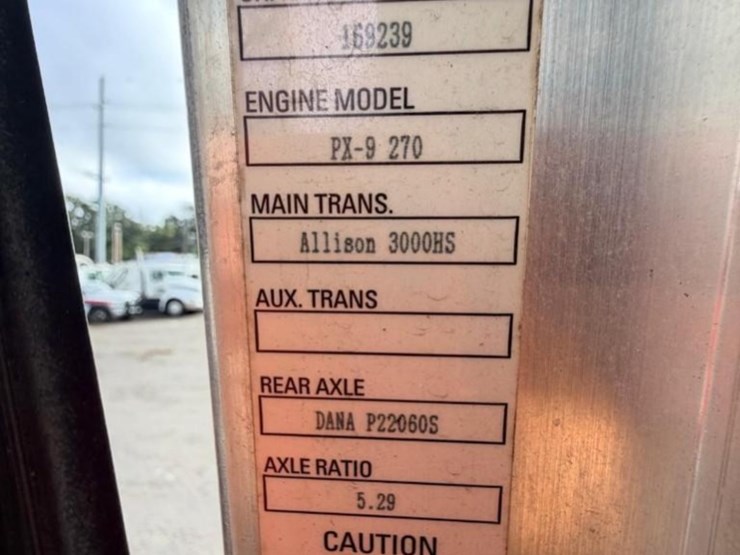 169239
ENGINE MODEL
PX-9 270
MAIN TRANS.
Allison 3000HS
AUX. TRANS
REAR AXLE
DANA P22060S
AXLE RATIO
5.29
CAUTION